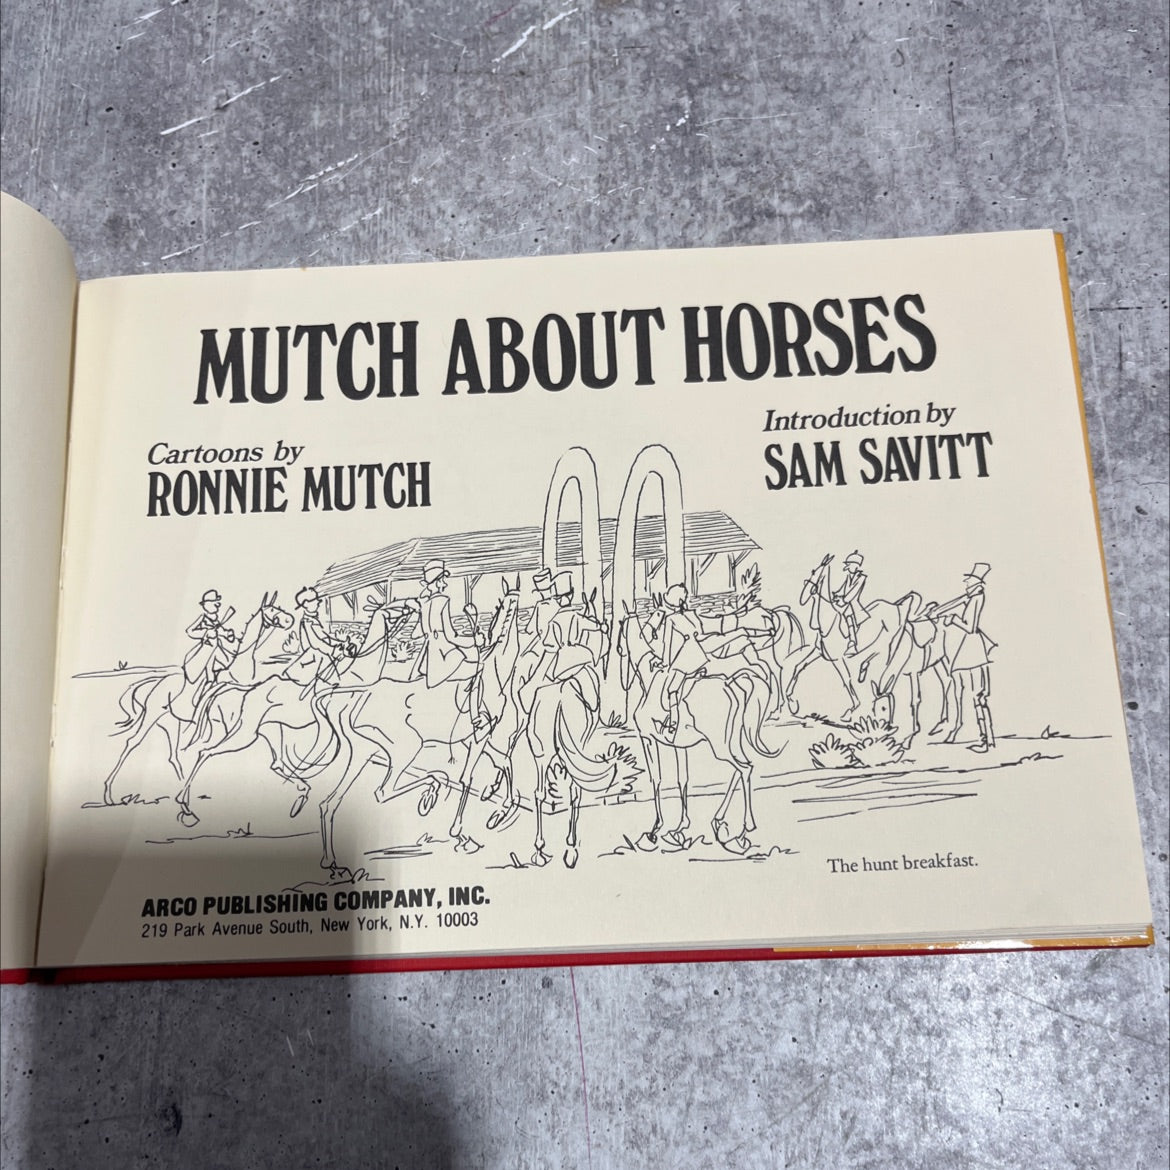 MUTCH ABOUT HORSES
Cartoons by
RONNIE MUTCH
Introduction by
SAM SAVITT
The hunt breakfast.
ARCO PUBLISHING COMPANY, INC.
219 Park Avenue South, New York, N.Y. 10003